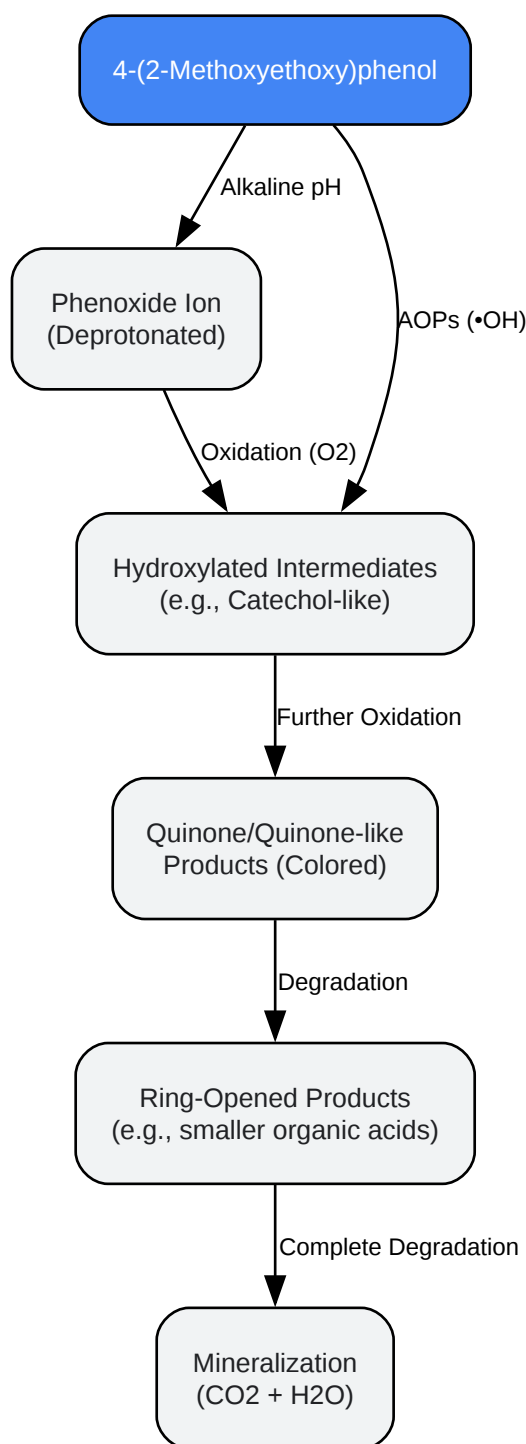 4-(2-Methoxyethoxy)phenol
Alkaline pH
Phenoxide Ion
(Deprotonated)
AOPs (•OH)
Oxidation (O2)
Hydroxylated Intermediates
(e.g., Catechol-like)
Further Oxidation
Quinone/Quinone-like
Products (Colored)
Degradation
Ring-Opened Products
(e.g., smaller organic acids)
Complete Degradation
Mineralization
(CO2 + H2O)